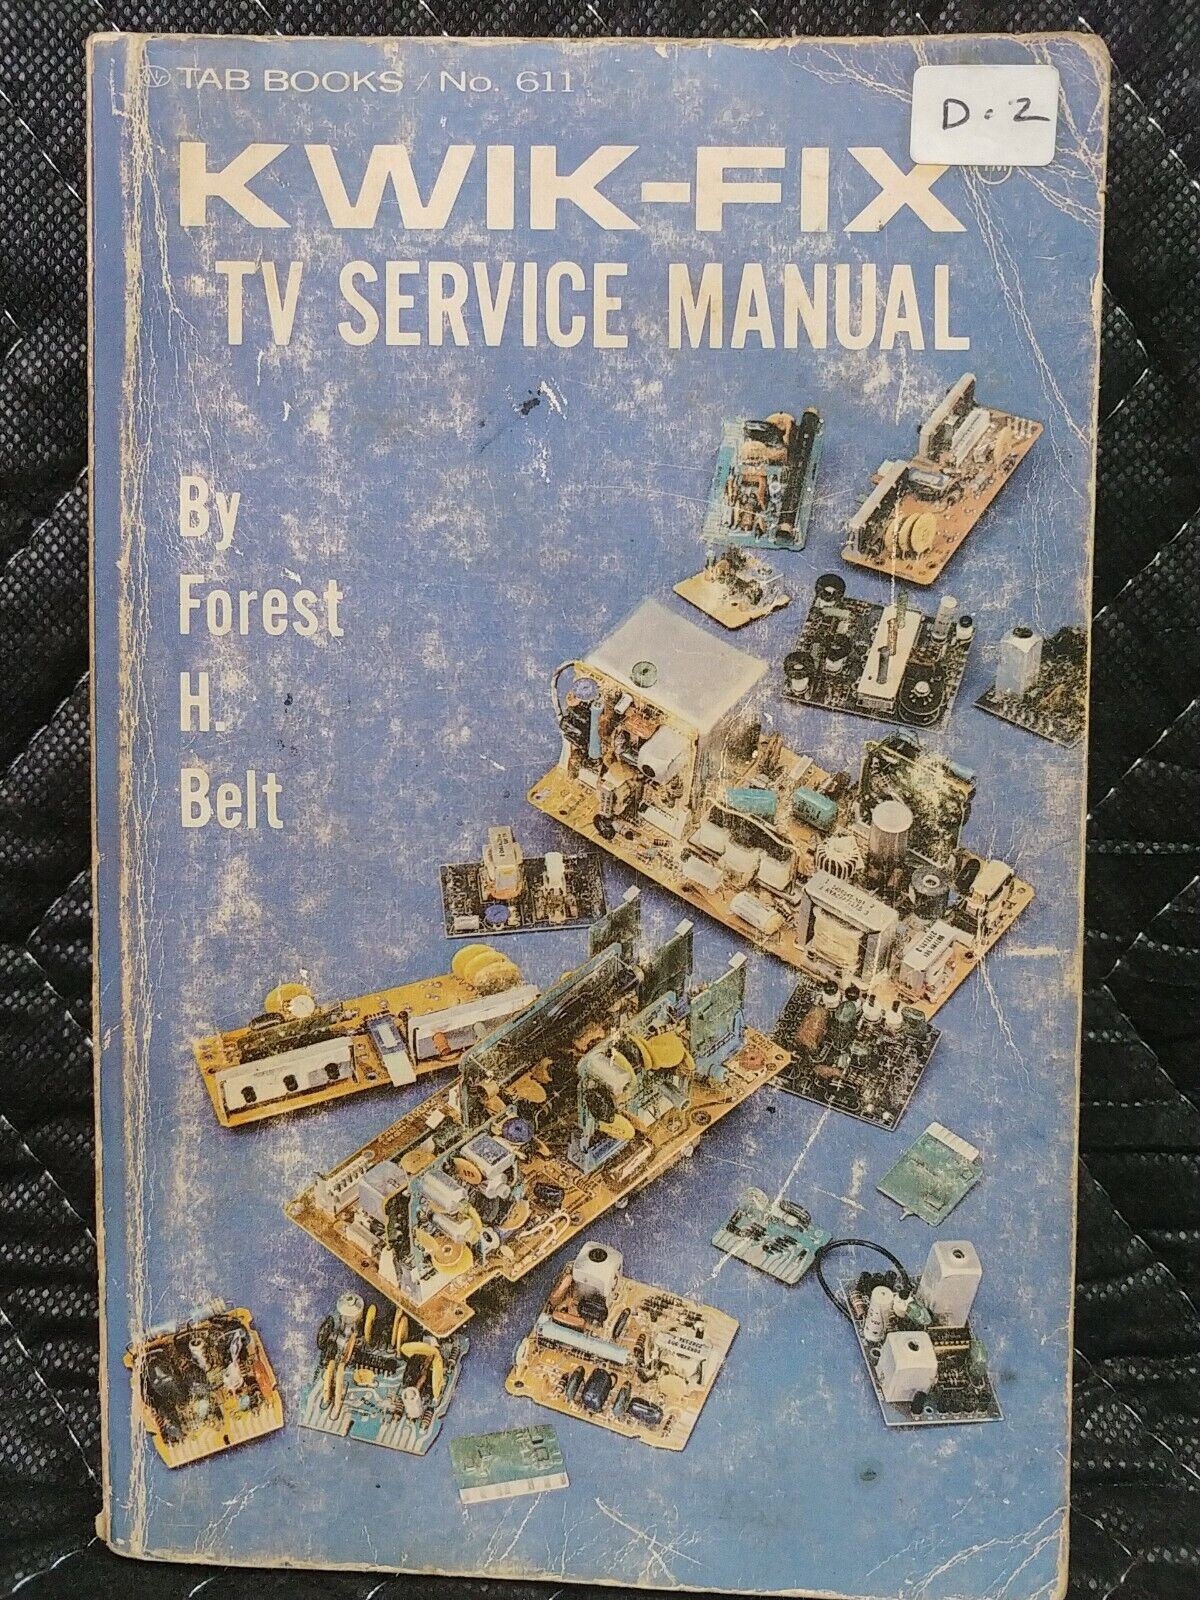 TAB BOOKS / No. 611
D. 2
KWIK-FIX
TV SERVICE MANUAL
By
Forest
H.
Belt